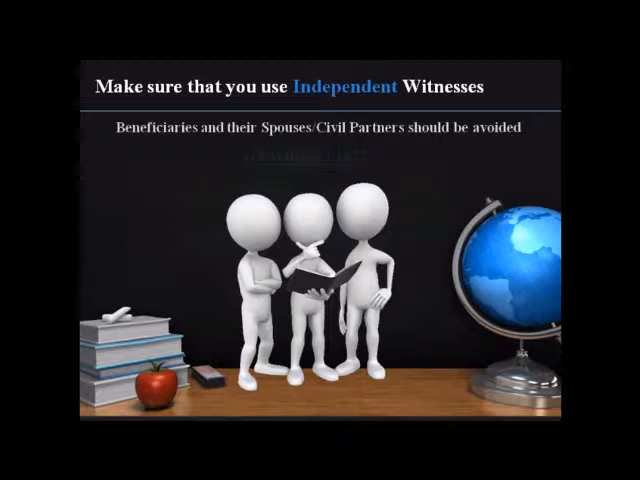 Make sure that you use Independent Witnesses
Beneficiaries and their Spouses/Civil Partners should be avoided